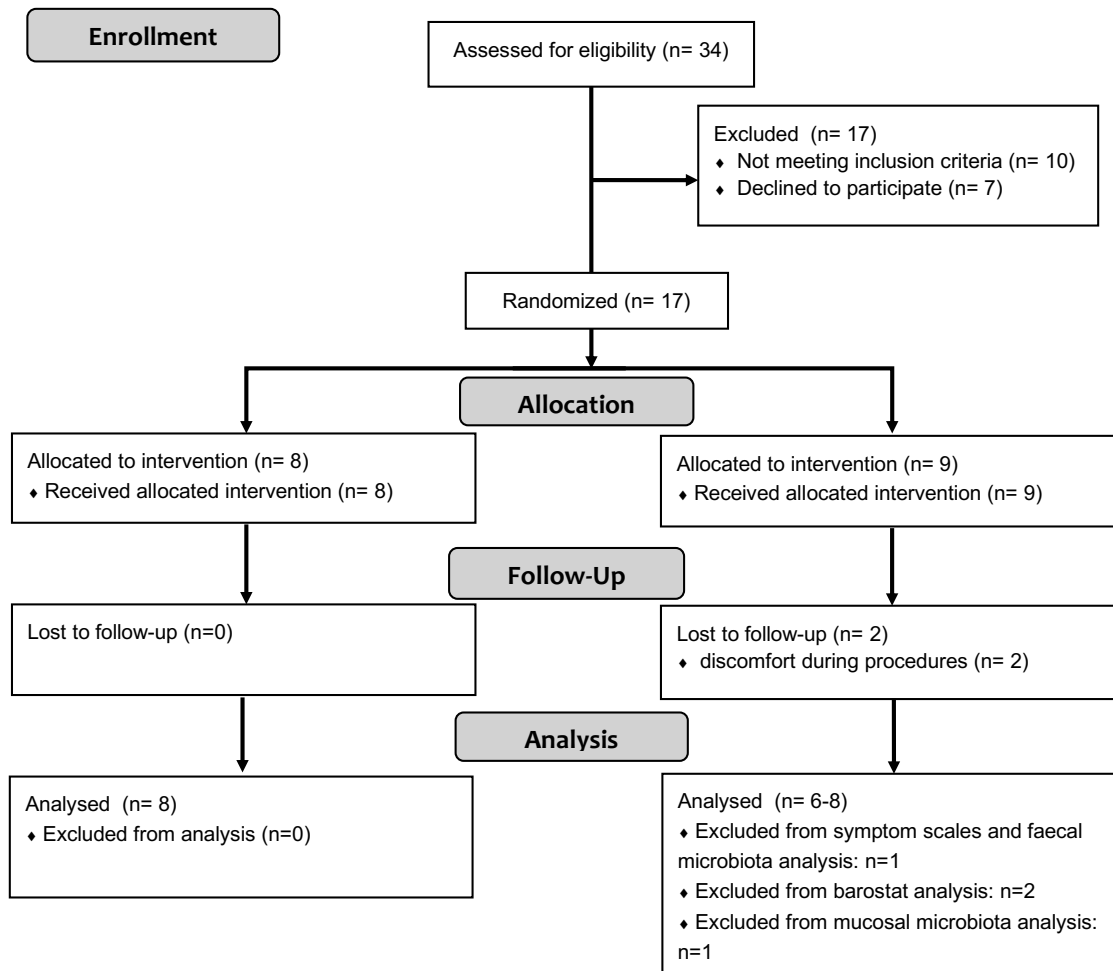 Enrollment
Assessed for eligibility (n= 34)
Excluded (n= 17)
♦ Not meeting inclusion criteria (n= 10)
♦ Declined to participate (n= 7)
Randomized (n= 17)
Allocation
Allocated to intervention (n= 8)
♦ Received allocated intervention (n= 8)
Allocated to intervention (n= 9)
♦ Received allocated intervention (n= 9)
Follow-Up
Lost to follow-up (n=0)
Lost to follow-up (n= 2)
♦ discomfort during procedures (n= 2)
Analysis
Analysed (n= 8)
♦ Excluded from analysis (n=0)
Analysed (n= 6-8)
♦ Excluded from symptom scales and faecal
microbiota analysis: n=1
♦ Excluded from barostat analysis: n=2
♦ Excluded from mucosal microbiota analysis:
n=1